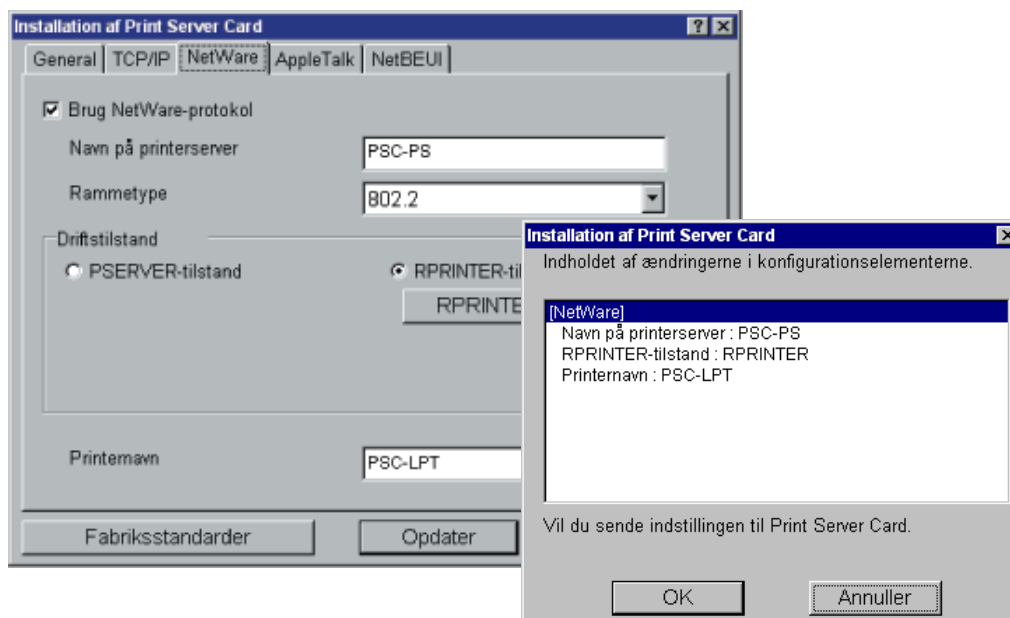 Installation af Print Server Card
General TCP/IP NetWare AppleTalk NetBEUI
Brug NetWare-protokol
Navn på printerserver PSC-PS
Rammetype 802.2
Driftstilstand
PSERVER-tilstand RPRINTER-til
RPRINTE
Printernavn PSC-LPT
Fabriksstandarder Opdater
Installation af Print Server Card
Indholdet af ændringerne i konfigurationselementerne.
[NetWare]
Navn på printerserver : PSC-PS
RPRINTER-tilstand : RPRINTER
Printernavn : PSC-LPT
Vil du sende indstillingen til Print Server Card.
OK Annuller